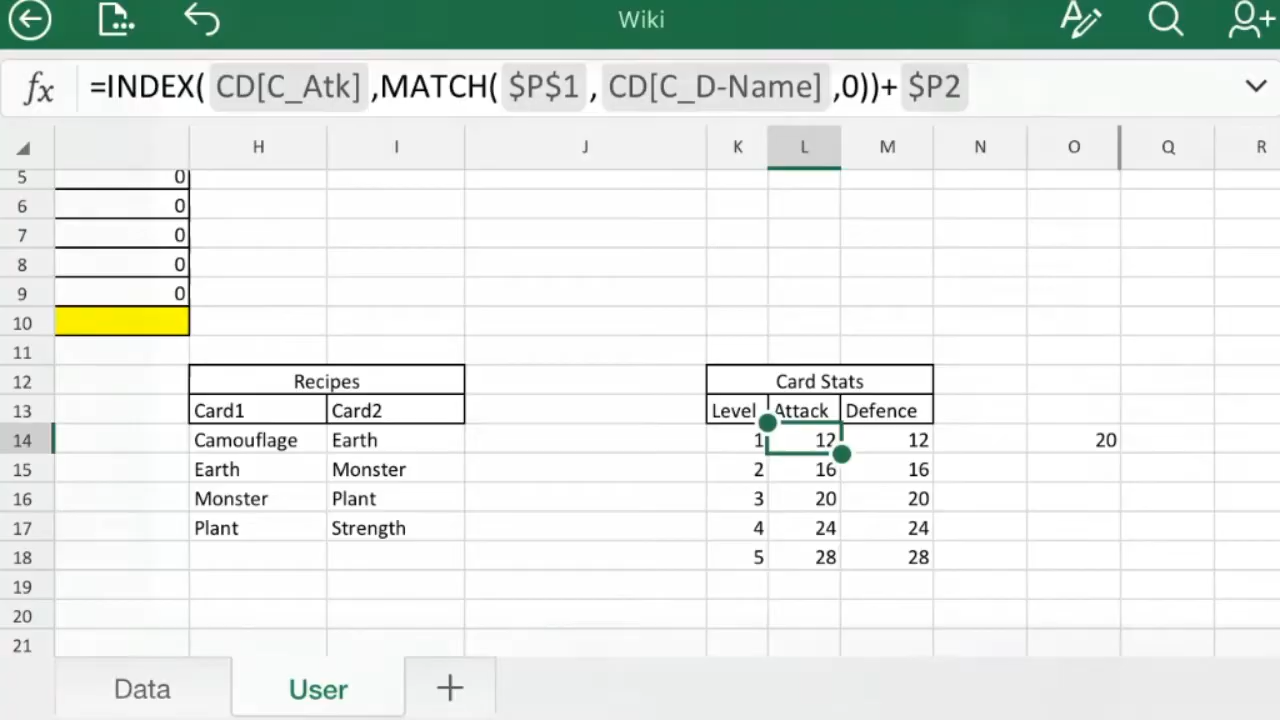 Wiki
fx =INDEX( CD[C_Atk] ,MATCH( $P$1 , CD[C_D-Name] ,0))+ $P2
H I J K L M N O Q R
5 0
6 0
7 0
8 0
9 0
10
11
12 Recipes Card Stats
13 Card1 Card2 Level Attack Defence
14 Camouflage Earth 1 12 12 20
15 Earth Monster 2 16 16
16 Monster Plant 3 20 20
17 Plant Strength 4 24 24
18 5 28 28
19
20
21
Data User +